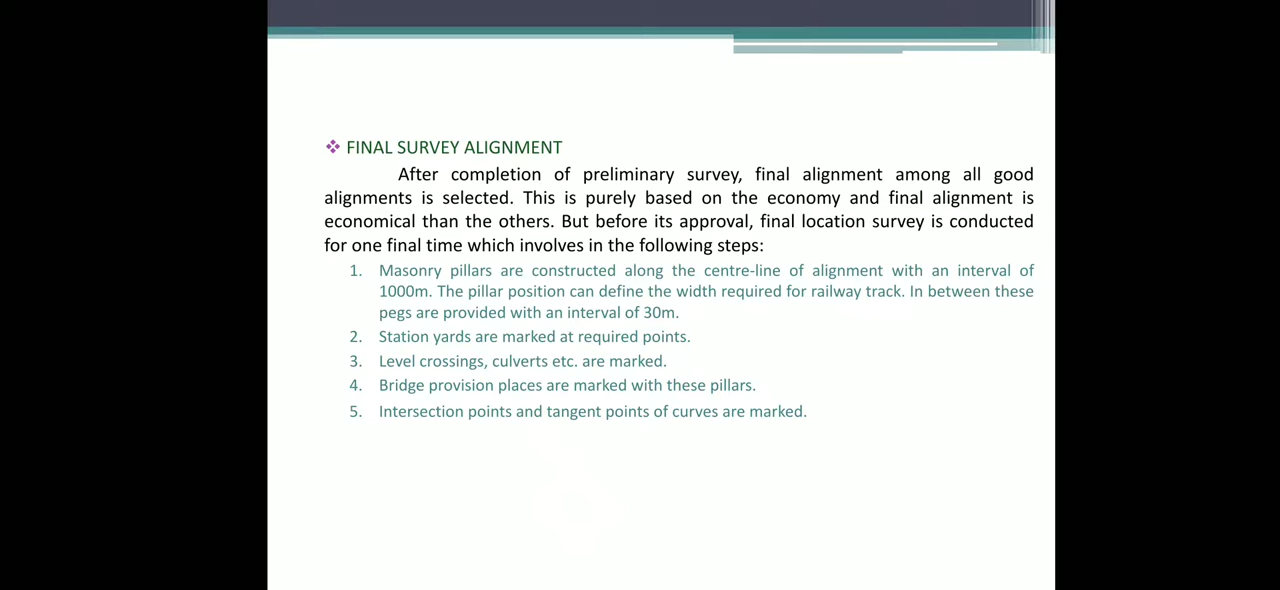 ❖ FINAL SURVEY ALIGNMENT
After completion of preliminary survey, final alignment among all good
alignments is selected. This is purely based on the economy and final alignment is
economical than the others. But before its approval, final location survey is conducted
for one final time which involves in the following steps:
1. Masonry pillars are constructed along the centre-line of alignment with an interval of
1000m. The pillar position can define the width required for railway track. In between these
pegs are provided with an interval of 30m.
2. Station yards are marked at required points.
3. Level crossings, culverts etc. are marked.
4. Bridge provision places are marked with these pillars.
5. Intersection points and tangent points of curves are marked.